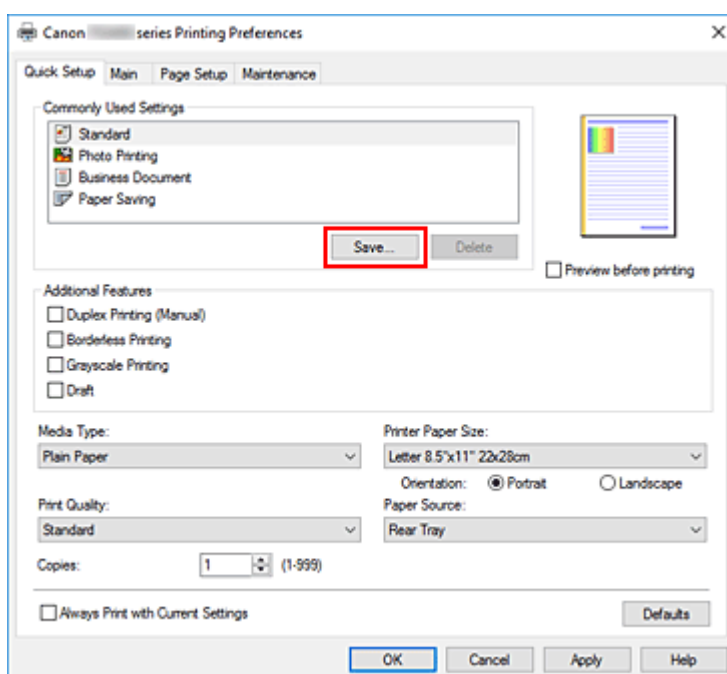 Canon series Printing Preferences
Quick Setup Main Page Setup Maintenance
Commonly Used Settings
Standard
Photo Printing
Business Document
Paper Saving
Save... Delete
Preview before printing
Additional Features
Duplex Printing (Manual)
Borderless Printing
Grayscale Printing
Draft
Media Type: Printer Paper Size:
Plain Paper Letter 8.5"x11" 22x28cm
Orientation: Portrait Landscape
Print Quality: Paper Source:
Standard Rear Tray
Copies: 1 (1-999)
Always Print with Current Settings Defaults
OK Cancel Apply Help